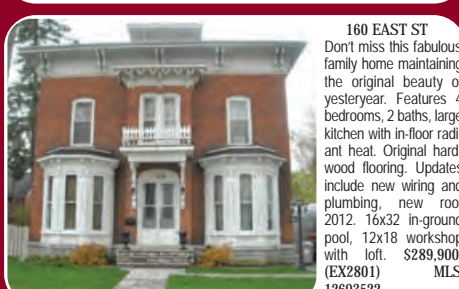 160 EAST ST
Don't miss this fabulous
family home maintaining
the original beauty o
yesteryear. Features 4
bedrooms, 2 baths, large
kitchen with in-floor radi
ant heat. Original hard
wood flooring. Updates
include new wiring and
plumbing, new roo
2012. 16x32 in-ground
pool, 12x18 workshop
with loft. $289,900
(EX2801) MLS
12603522